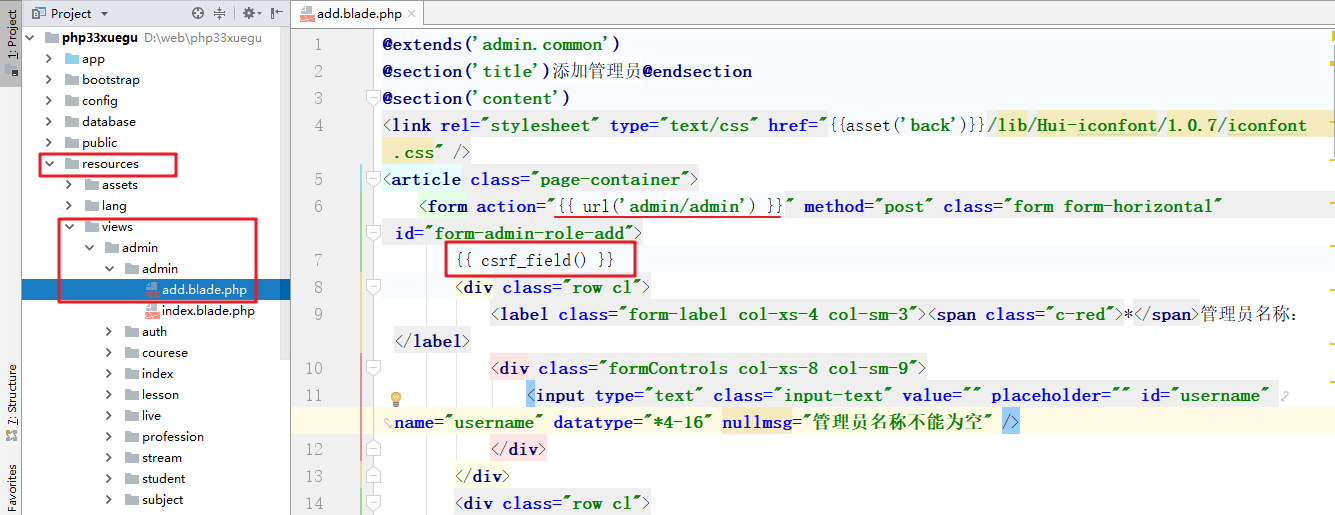 1: Project
7: Structure
Favorites
Project
php33xuegu D:\web\php33xuegu
app
bootstrap
config
database
public
resources
assets
lang
views
admin
admin
add.blade.php
index.blade.php
auth
courese
index
lesson
live
profession
stream
student
subject
add.blade.php
1 @extends('admin.common')
2 @section('title')添加管理员@endsection
3 @section('content')
4 <link rel="stylesheet" type="text/css" href="{{asset('back')}}/lib/Hui-iconfont/1.0.7/iconfont
.css" />
5 <article class="page-container">
6 <form action="{{ url('admin/admin') }}" method="post" class="form form-horizontal"
id="form-admin-role-add">
7 {{ csrf_field() }}
8 <div class="row cl">
9 <label class="form-label col-xs-4 col-sm-3"><span class="c-red">*</span>管理员名称:
</label>
10 <div class="formControls col-xs-8 col-sm-9">
11 <input type="text" class="input-text" value="" placeholder="" id="username"
name="username" datatype="*4-16" nullmsg="管理员名称不能为空" />
12 </div>
13 </div>
14 <div class="row cl">